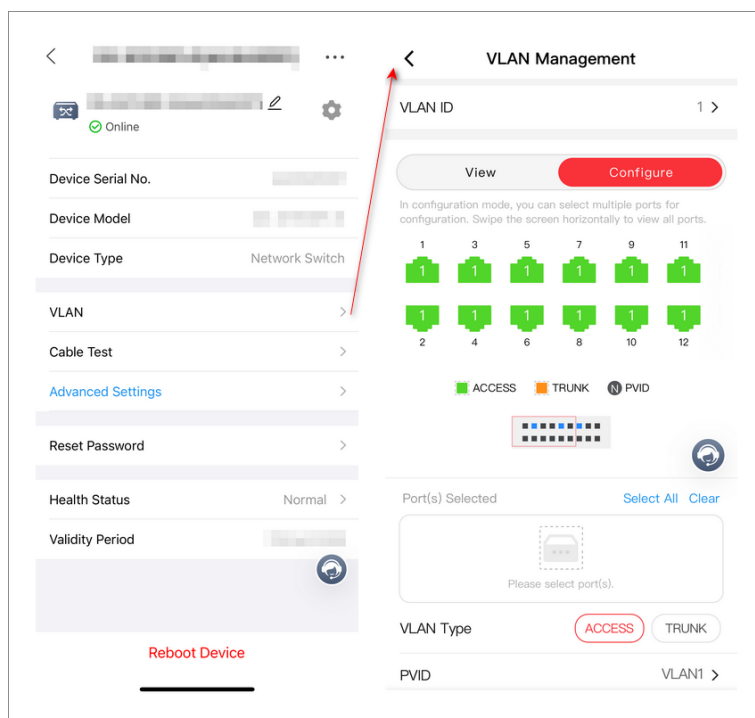 Online
Device Serial No.
Device Model
Device Type Network Switch
VLAN
Cable Test
Advanced Settings
Reset Password
Health Status Normal
Validity Period
Reboot Device
VLAN Management
VLAN ID 1
View Configure
In configuration mode, you can select multiple ports for
configuration. Swipe the screen horizontally to view all ports.
1 3 5 7 9 11
1 1 1 1 1 1
1 1 1 1 1 1
2 4 6 8 10 12
ACCESS TRUNK N PVID
Port(s) Selected Select All Clear
Please select port(s).
VLAN Type ACCESS TRUNK
PVID VLAN1